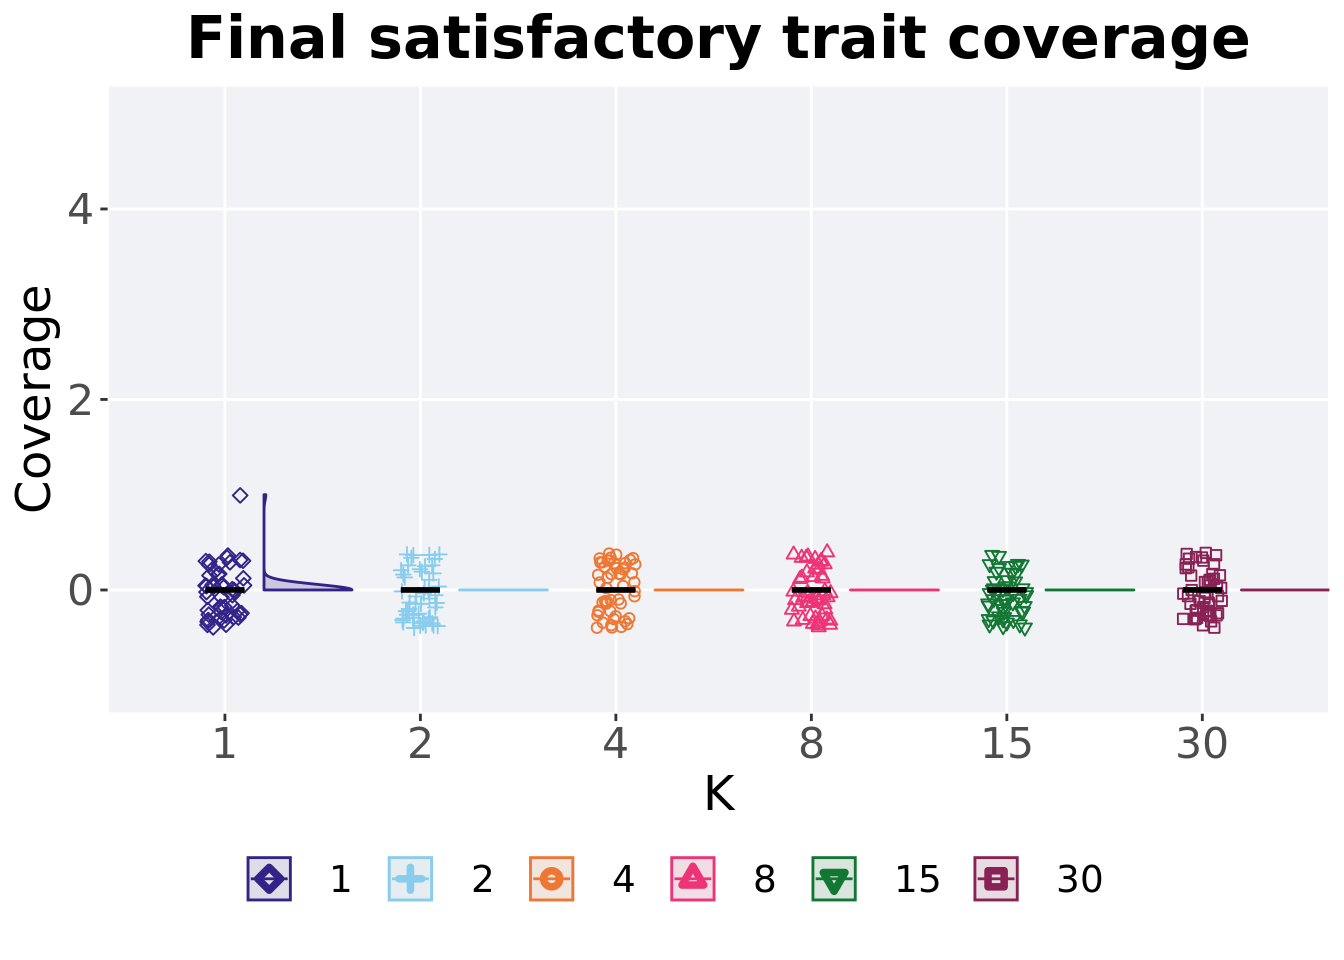 Final satisfactory trait coverage
Coverage
4
2
0
1 2 4 8 15 30
K
1 2 4 8 15 30